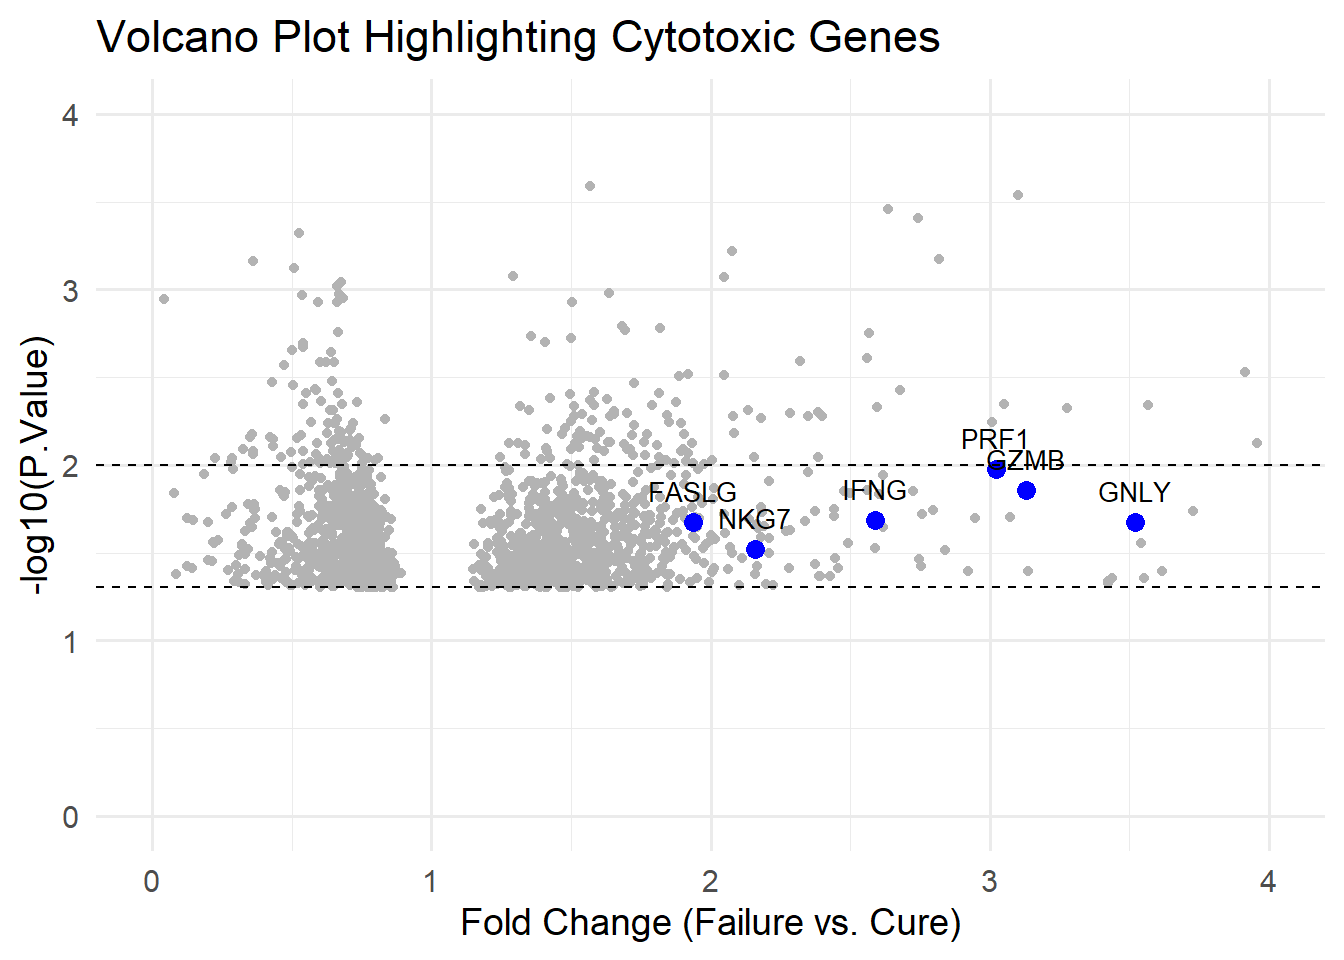 Volcano Plot Highlighting Cytotoxic Genes
4
3
2
1
0
-log10(P.Value)
PRF1
GZMB
FASLG
IFNG
GNLY
NKG7
0
1
2
3
4
Fold Change (Failure vs. Cure)